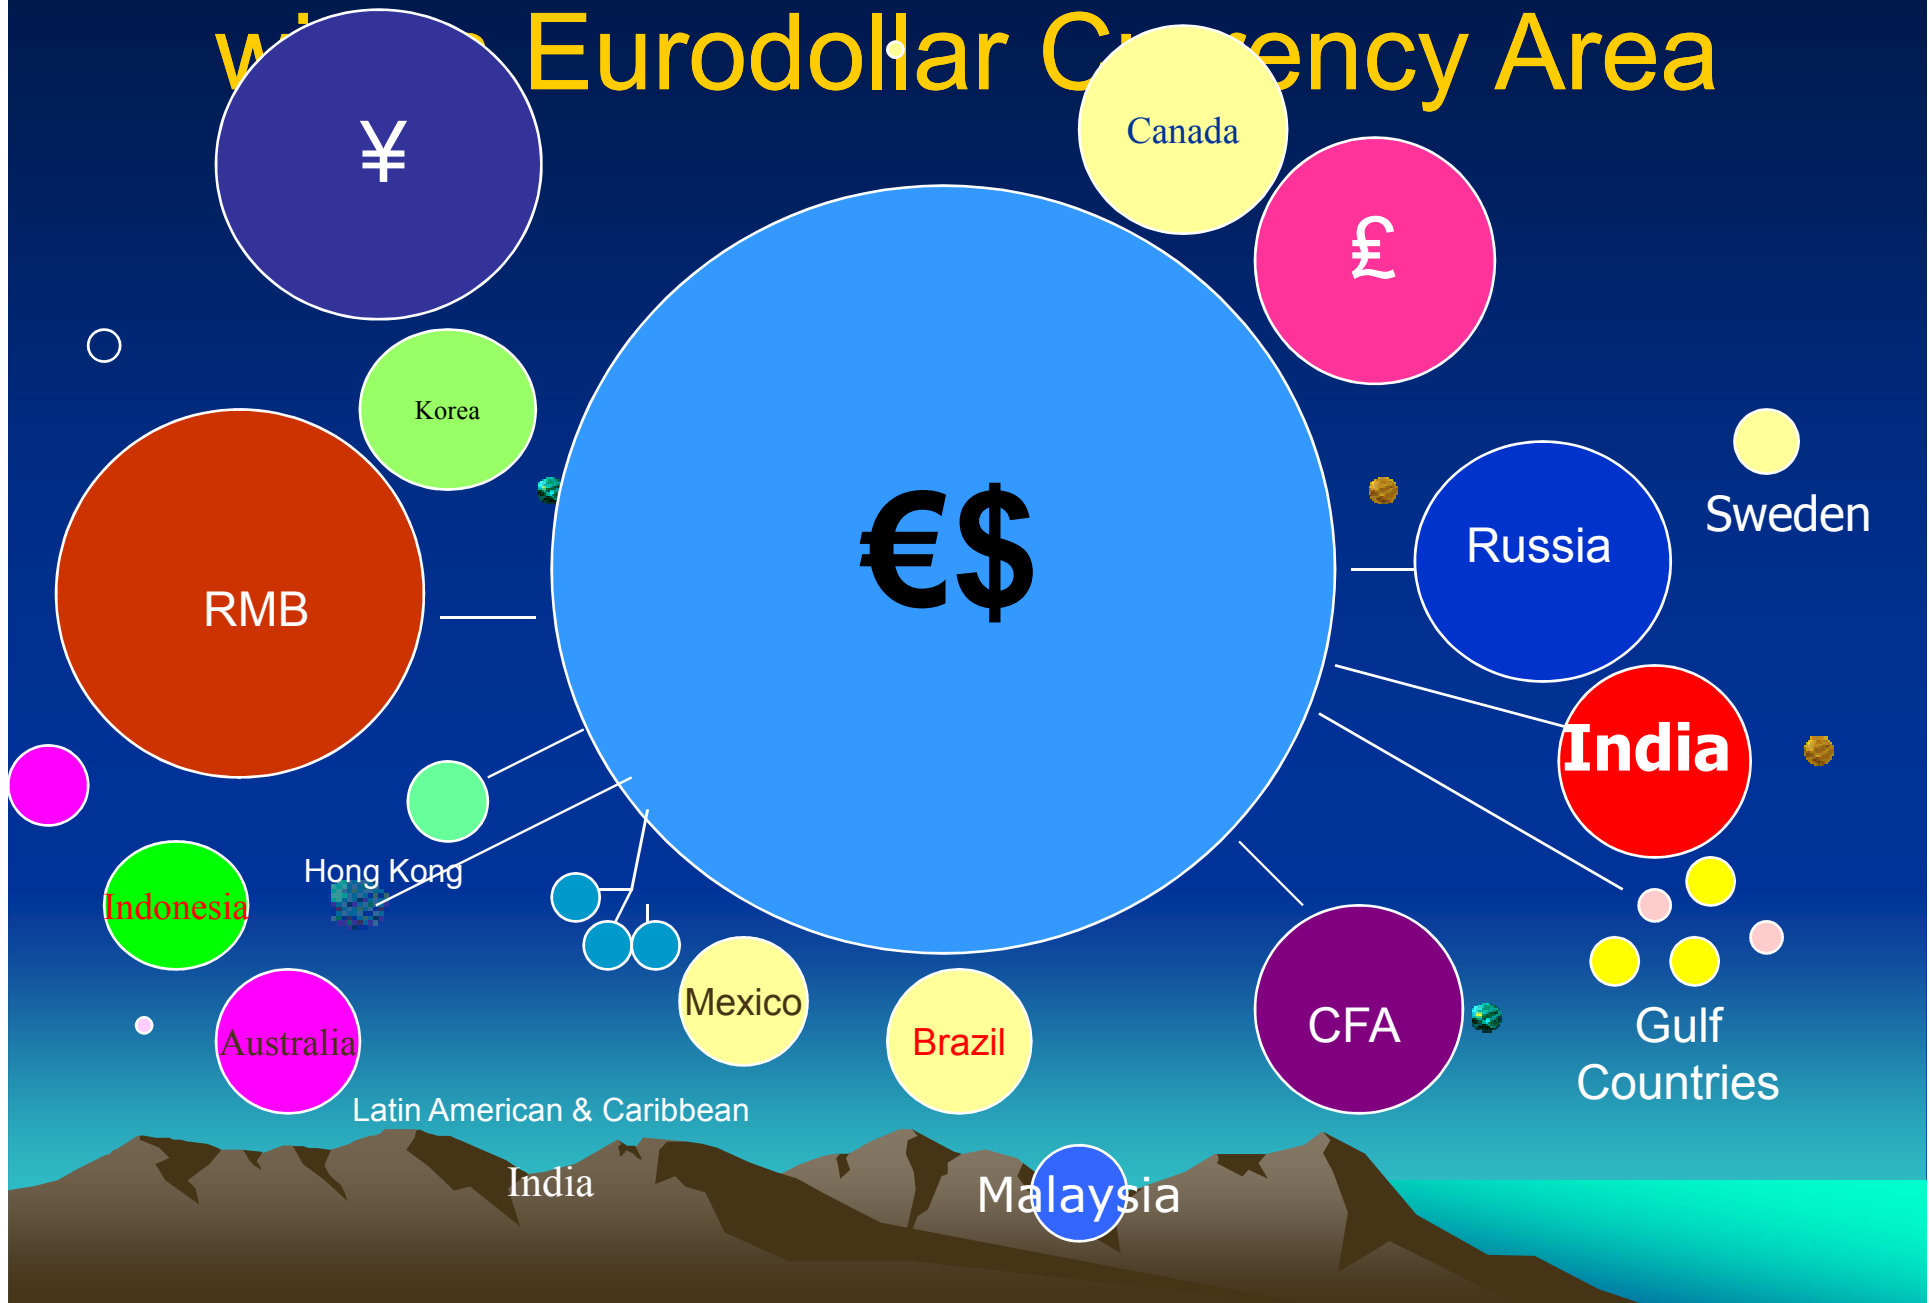 Eurodollar Area
¥
Canada
£
Korea
€$
Sweden
Russia
RMB
India
Hong Kong
Indonesia
Mexico
Australia
Brazil
CFA
Gulf
Countries
Latin American & Caribbean
India
Malaysia